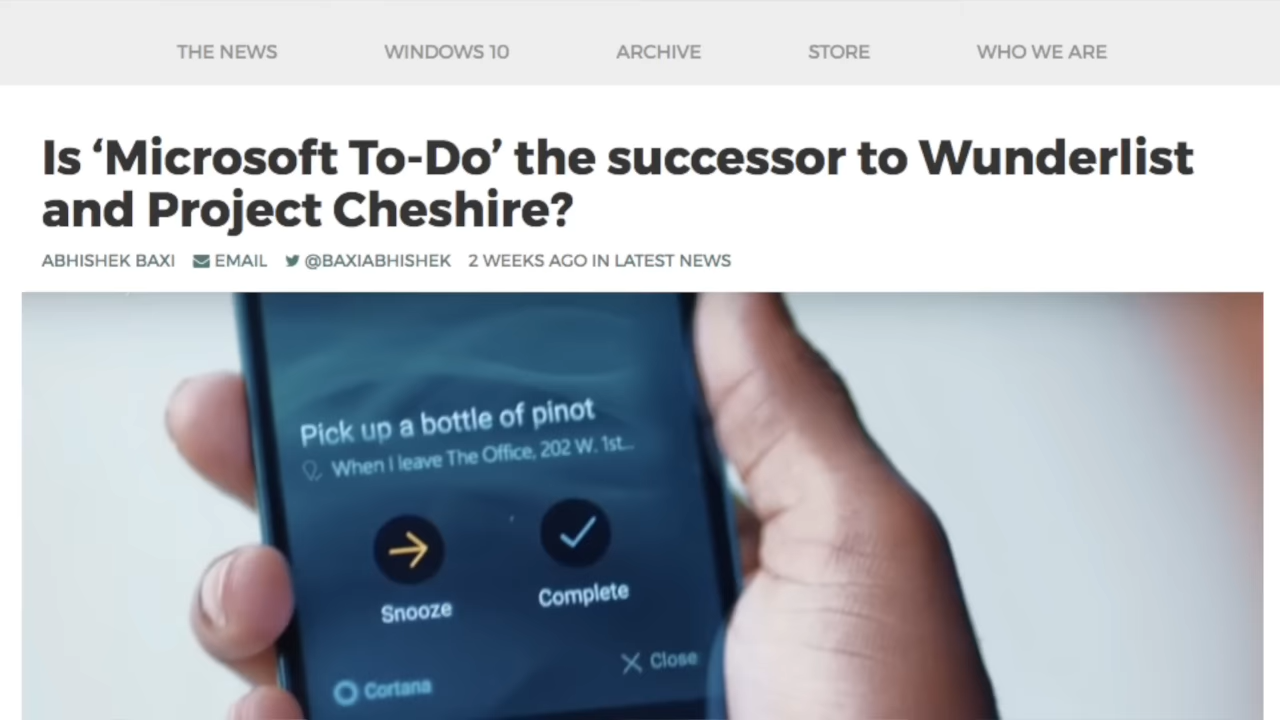 THE NEWS
WINDOWS 10
ARCHIVE
STORE
WHO WE ARE
Is ‘Microsoft To-Do’ the successor to Wunderlist
and Project Cheshire?
ABHISHEK BAXI EMAIL @BAXIABHISHEK 2 WEEKS AGO IN LATEST NEWS
Pick up a bottle of pinot
When I leave The Office, 202 W. 1st...
Snooze
Complete
Close
Cortana